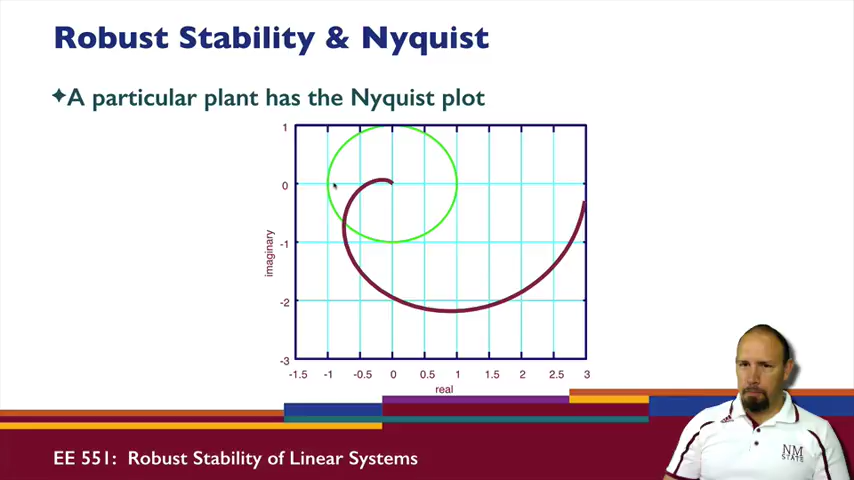 Robust Stability & Nyquist
✦A particular plant has the Nyquist plot
1
0
-1
-2
-3
imaginary
-1.5 -1 -0.5 0 0.5 1 1.5 2 2.5 3
real
NM
STATE
EE 551: Robust Stability of Linear Systems